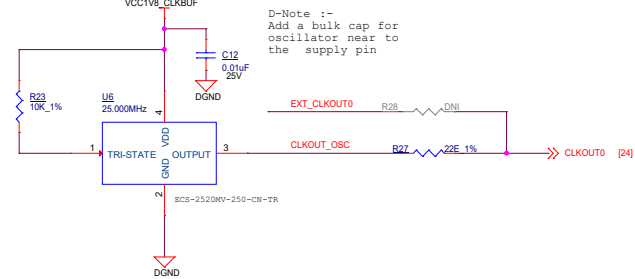 VCC1V8_CLKBUF
D-Note :-
Add a bulk cap for
oscillator near to
the supply pin
C12
0.01uF
25V
DGND
R23
10K_1%
U6
25.000MHz
EXT_CLKOUT0
R28
DNI
4
VDD
1
TRI-STATE
OUTPUT
3
CLKOUT_OSC
R27
22E_1%
CLKOUT0 [24]
GND
2
ECS-2520MV-250-CN-TR
DGND